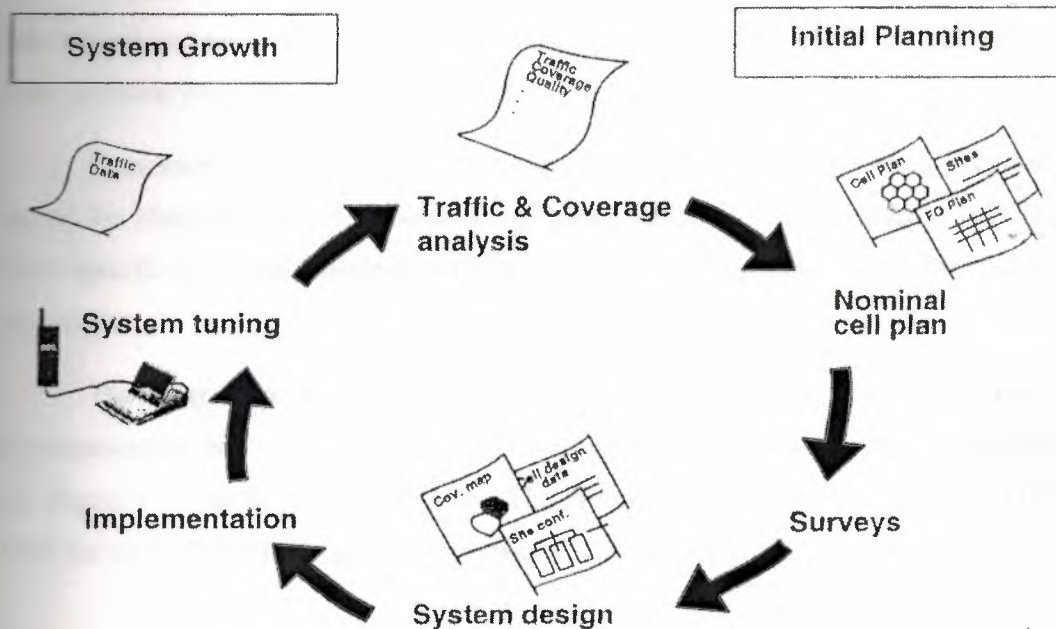 System Growth
Initial Planning
Traffic
Coverage
Quality
Traffic
Data
Cell Plan
Sites
FQ Plan
Traffic & Coverage
analysis
Nominal
cell plan
System tuning
Cov. map
Cell design
data
Site conf.
Implementation
Surveys
System design